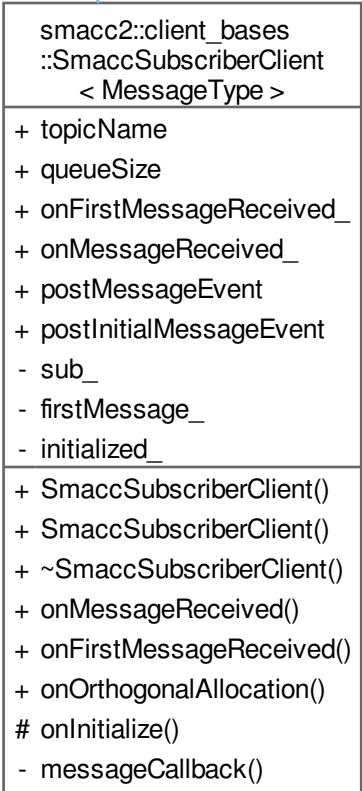 smacc2::client_bases
::SmaccSubscriberClient
< MessageType >
+ topicName
+ queueSize
+ onFirstMessageReceived_
+ onMessageReceived_
+ postMessageEvent
+ postInitialMessageEvent
- sub_
- firstMessage_
- initialized_
+ SmaccSubscriberClient()
+ SmaccSubscriberClient()
+ ~SmaccSubscriberClient()
+ onMessageReceived()
+ onFirstMessageReceived()
+ onOrthogonalAllocation()
# onInitialize()
- messageCallback()